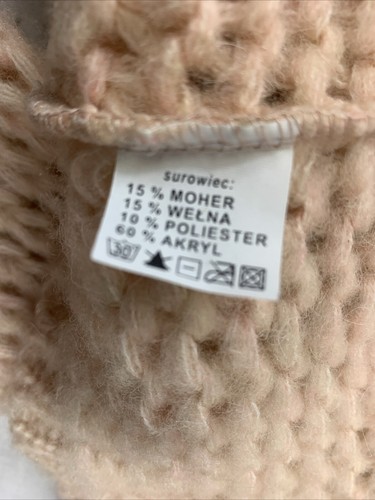 surowiec:
15 % MOHER
15 % WEŁNA
10 % POLIESTER
60 % AKRYL
30